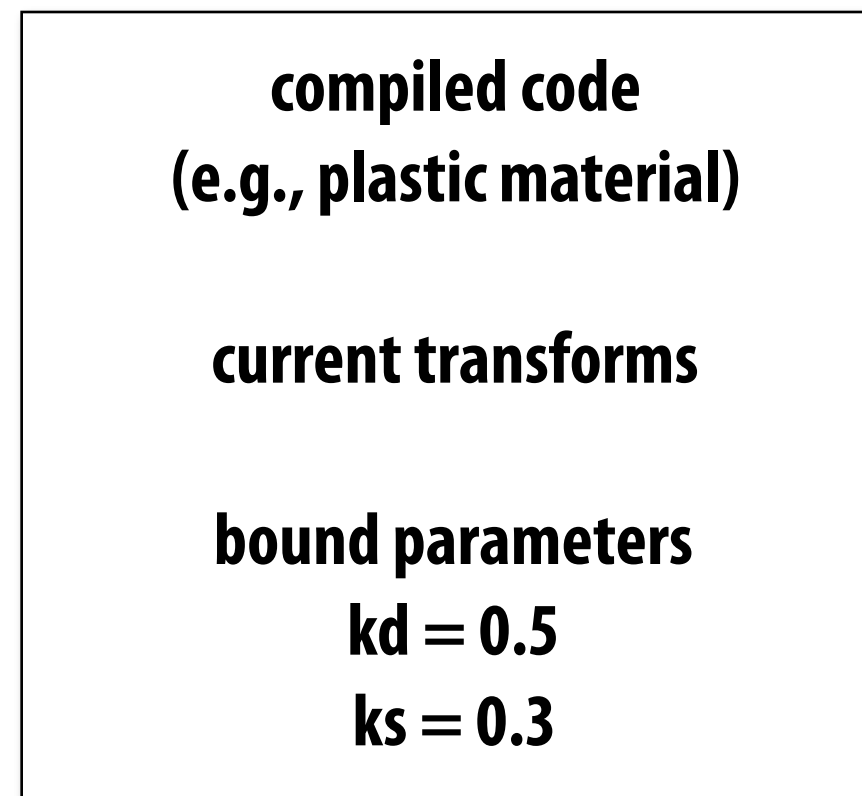 compiled code
(e.g., plastic material)
current transforms
bound parameters
kd = 0.5
ks = 0.3